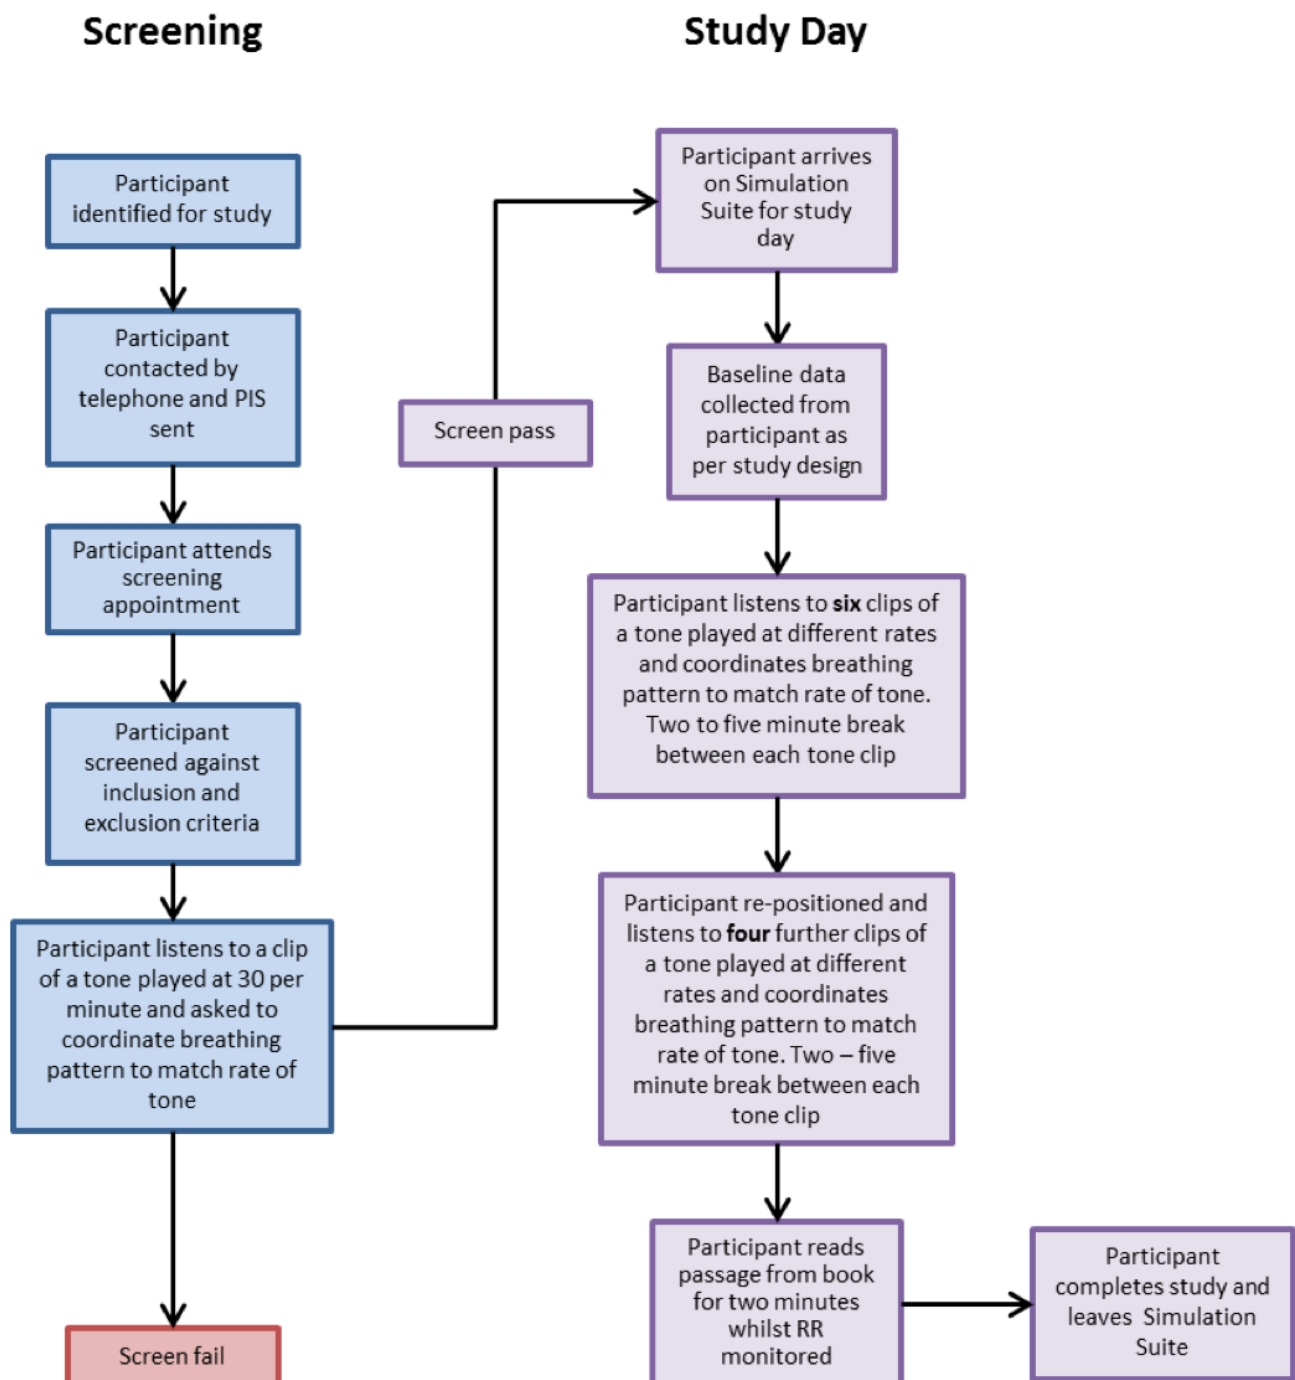 Screening
Participant
identified for study
Participant
contacted by
telephone and PIS
sent
Participant attends
screening
appointment
Participant
screened against
inclusion and
exclusion criteria
Participant listens to a clip
of a tone played at 30 per
minute and asked to
coordinate breathing
pattern to match rate of
tone
Screen fail
Screen pass
Study Day
Participant arrives
on Simulation
Suite for study
day
Baseline data
collected from
participant as
per study design
Participant listens to six clips of
a tone played at different rates
and coordinates breathing
pattern to match rate of tone.
Two to five minute break
between each tone clip
Participant re-positioned and
listens to four further clips of
a tone played at different
rates and coordinates
breathing pattern to match
rate of tone. Two – five
minute break between each
tone clip
Participant reads
passage from book
for two minutes
whilst RR
monitored
Participant
completes study and
leaves Simulation
Suite